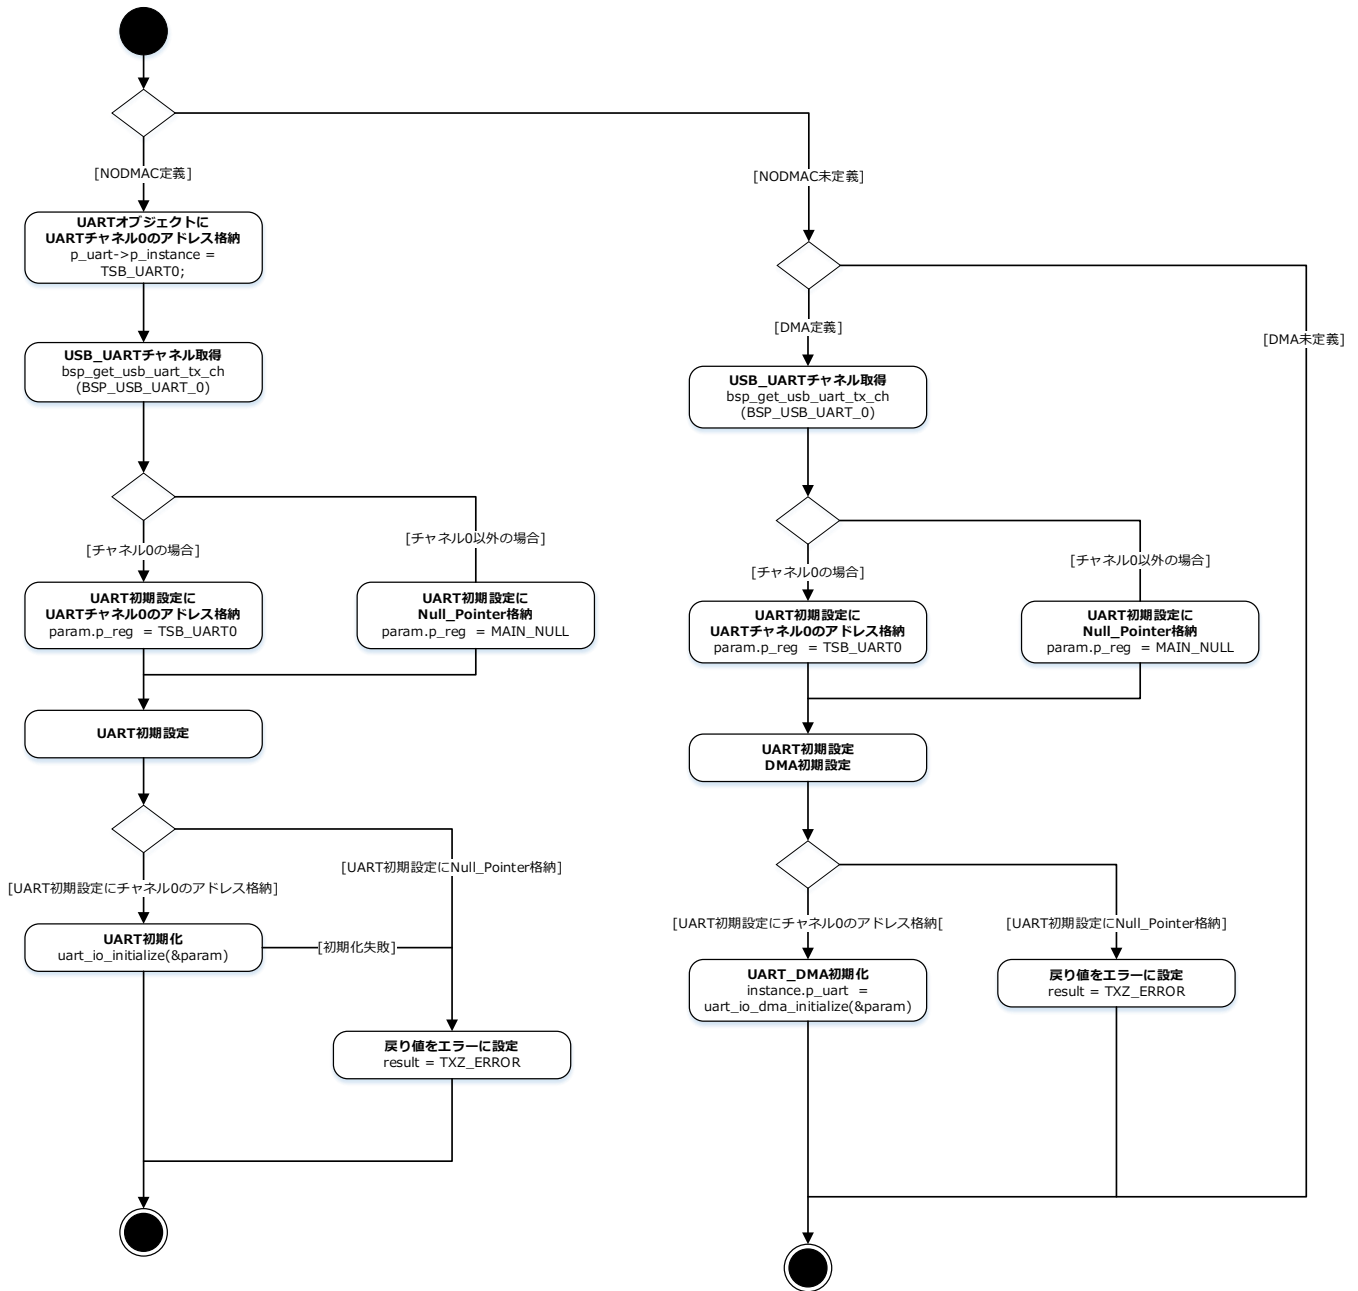 [NODMAC定義]
UARTオブジェクトに
UARTチャネル0のアドレス格納
p_uart->p_instance =
TSB_UART0;
USB_UARTチャネル取得
bsp_get_usb_uart_tx_ch
(BSP_USB_UART_0)
[チャネル0の場合]
[チャネル0以外の場合]
UART初期設定に
UARTチャネル0のアドレス格納
param.p_reg = TSB_UART0
UART初期設定に
Null_Pointer格納
param.p_reg = MAIN_NULL
UART初期設定
[UART初期設定にNull_Pointer格納]
[UART初期設定にチャネル0のアドレス格納]
UART初期化
uart_io_initialize(&param)
[初期化失敗]
戻り値をエラーに設定
result = TXZ_ERROR
[NODMAC未定義]
[DMA定義]
[DMA未定義]
USB_UARTチャネル取得
bsp_get_usb_uart_tx_ch
(BSP_USB_UART_0)
[チャネル0の場合]
[チャネル0以外の場合]
UART初期設定に
UARTチャネル0のアドレス格納
param.p_reg = TSB_UART0
UART初期設定に
Null_Pointer格納
param.p_reg = MAIN_NULL
UART初期設定
DMA初期設定
[UART初期設定にチャネル0のアドレス格納[
[UART初期設定にNull_Pointer格納]
UART_DMA初期化
instance.p_uart =
uart_io_dma_initialize(&param)
戻り値をエラーに設定
result = TXZ_ERROR